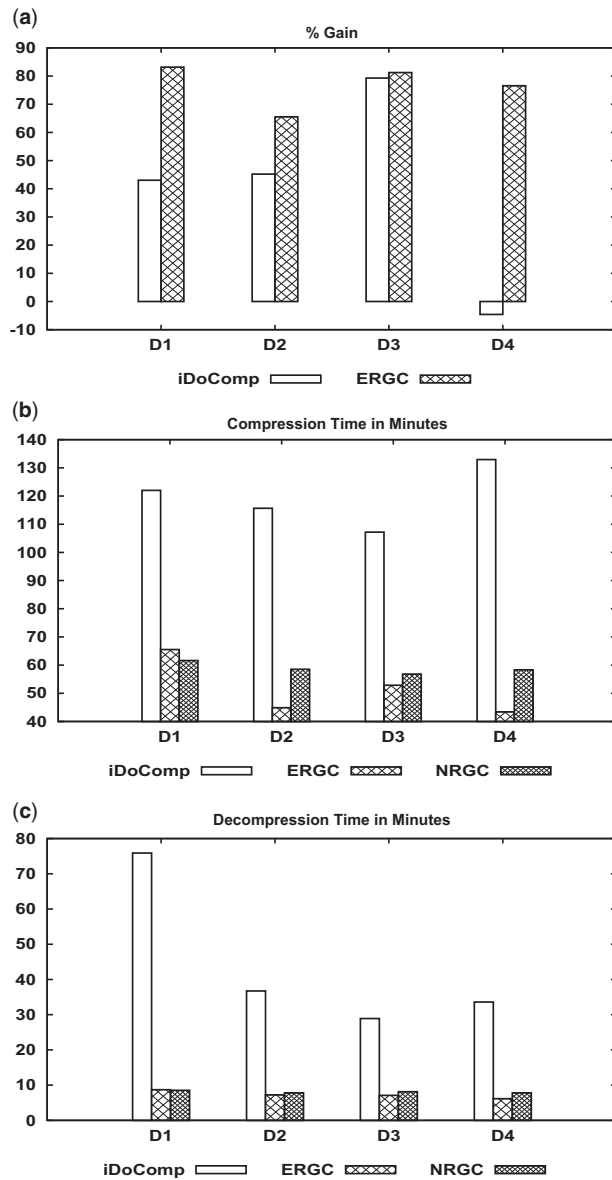 (a)
% Gain
90
80
70
60
50
40
30
20
10
0
-10
D1 D2 D3 D4
iDoComp ERGC
(b)
Compression Time in Minutes
140
130
120
110
100
90
80
70
60
50
40
D1 D2 D3 D4
iDoComp ERGC NRGC
(c)
Decompression Time in Minutes
80
70
60
50
40
30
20
10
0
D1 D2 D3 D4
iDoComp ERGC NRGC